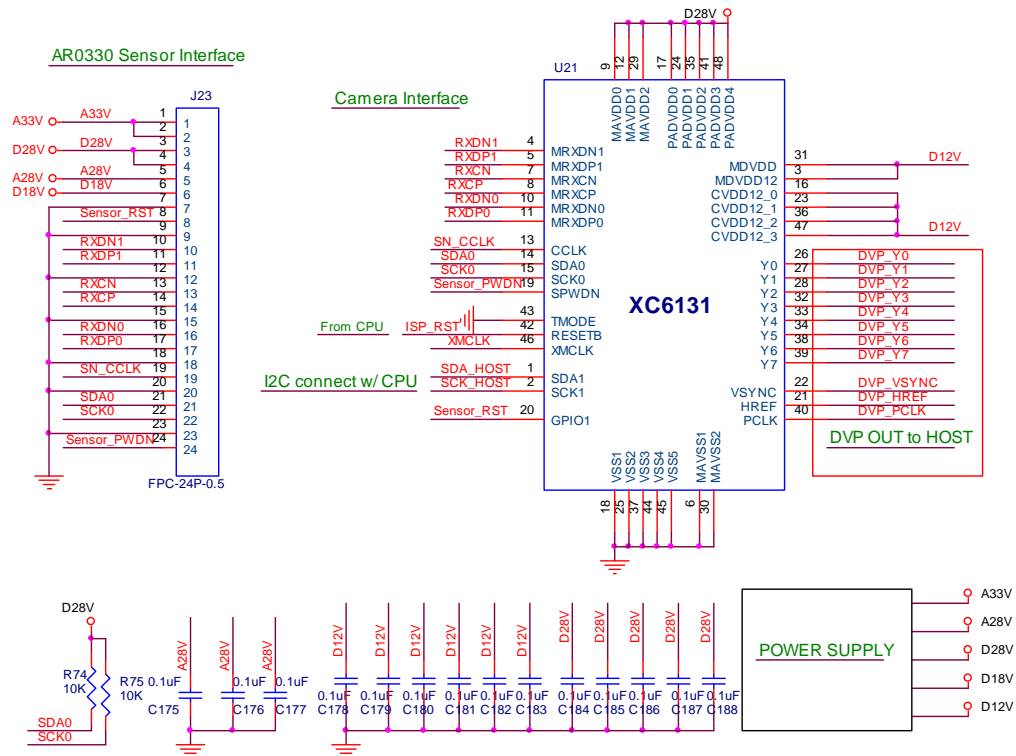 D28V
AR0330 Sensor Interface
U21
J23
Camera Interface
9
12
29
17
24
35
41
48
MAVDD0
MAVDD1
MAVDD2
PADVDD0
PADVDD1
PADVDD2
PADVDD3
PADVDD4
A33V
A33V
1
1
2
2
D28V
D28V
3
3
4
4
A28V
A28V
5
5
D18V
D18V
6
6
7
7
Sensor_RST
8
8
9
9
RXDN1
10
10
RXDP1
11
11
12
12
RXCN
13
13
RXCP
14
14
15
15
RXDN0
16
16
RXDP0
17
17
18
18
SN_CCLK
19
19
20
20
SDA0
21
21
SCK0
22
22
23
23
Sensor_PWDN
24
24
FPC-24P-0.5
RXDN1
4
MRXDN1
RXDP1
5
MRXDP1
RXCN
7
MRXCN
RXCP
8
MRXCP
RXDN0
10
MRXDN0
RXDP0
11
MRXDP0
SN_CCLK
13
CCLK
SDA0
14
SDA0
SCK0
15
SCK0
Sensor_PWDN
19
SPWDN
43
TMODE
From CPU
ISP_RST
42
RESETB
XMCLK
46
XMCLK
I2C connect w/ CPU
SDA_HOST
1
SDA1
SCK_HOST
2
SCK1
Sensor_RST
20
GPIO1
XC6131
MDVDD
31
D12V
MDVDD12
3
CVDD12_0
16
CVDD12_1
23
CVDD12_2
36
CVDD12_3
47
D12V
Y0
26
DVP_Y0
Y1
27
DVP_Y1
Y2
28
DVP_Y2
Y3
32
DVP_Y3
Y4
33
DVP_Y4
Y5
34
DVP_Y5
Y6
38
DVP_Y6
Y7
39
DVP_Y7
VSYNC
22
DVP_VSYNC
HREF
21
DVP_HREF
PCLK
40
DVP_PCLK
DVP OUT to HOST
VSS1
VSS2
VSS3
VSS4
VSS5
MAVSS1
MAVSS2
18
25
37
44
45
6
30
D28V
R74
10K
R75
10K
SDA0
SCK0
A28V
A28V
A28V
0.1uF
0.1uF
0.1uF
C175
C176
C177
D12V
D12V
D12V
D12V
D12V
D12V
D28V
D28V
D28V
D28V
D28V
0.1uF
0.1uF
0.1uF
0.1uF
0.1uF
0.1uF
0.1uF
0.1uF
0.1uF
0.1uF
0.1uF
C178
C179
C180
C181
C182
C183
C184
C185
C186
C187
C188
POWER SUPPLY
A33V
A28V
D28V
D18V
D12V